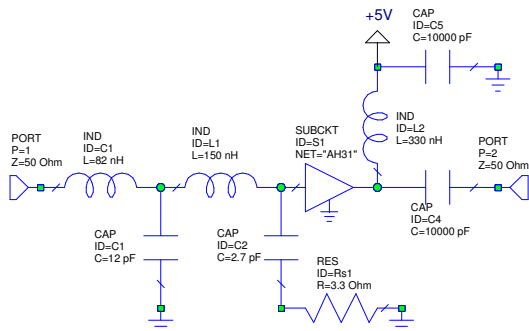 +5V
CAP
ID=C5
C=10000 pF
IND
ID=L2
L=330 nH
SUBCKT
ID=S1
NET="AH31"
PORT
P=1
Z=50 Ohm
IND
ID=C1
L=82 nH
IND
ID=L1
L=150 nH
PORT
P=2
Z=50 Ohm
CAP
ID=C4
C=10000 pF
CAP
ID=C1
C=12 pF
CAP
ID=C2
C=2.7 pF
RES
ID=Rs1
R=3.3 Ohm